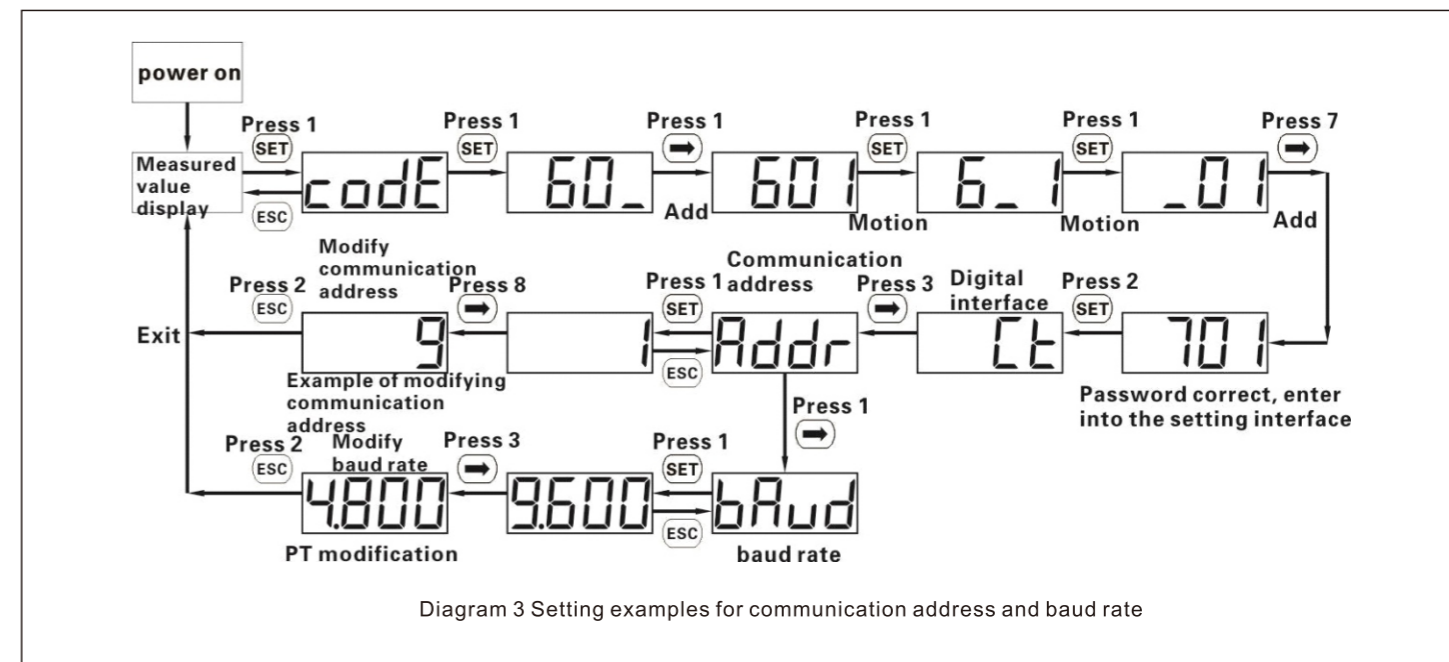 power on
Press 1
SET
Press 1
SET
Press 1
Press 1
SET
Press 1
SET
Press 7
Measured
value
display
ESC
codE
60_
Add
601
Motion
6_1
Motion
_01
Add
Exit
Press 2
ESC
Modify
communication
address
Press 8
Press 1
SET
Communication
address
Press 3
Digital
interface
Press 2
SET
9
1
ESC
Addr
Ct
701
Example of modifying
communication
address
Press 1
Password correct, enter
into the setting interface
Press 2
ESC
Modify
baud rate
Press 3
Press 1
SET
4.800
9.600
ESC
bAud
PT modification
baud rate
Diagram 3 Setting examples for communication address and baud rate